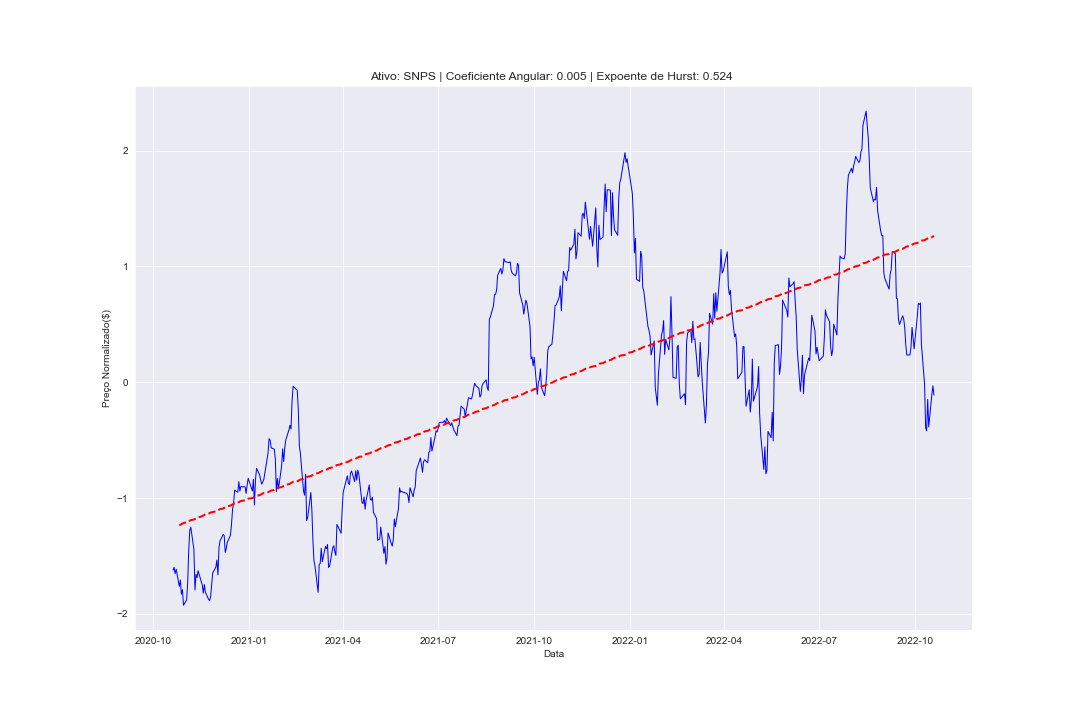 Ativo: SNPS | Coeficiente Angular: 0.005 | Expoente de Hurst: 0.524
Preço Normalizado($)
2
1
0
−1
−2
2020-10 2021-01 2021-04 2021-07 2021-10 2022-01 2022-04 2022-07 2022-10
Data